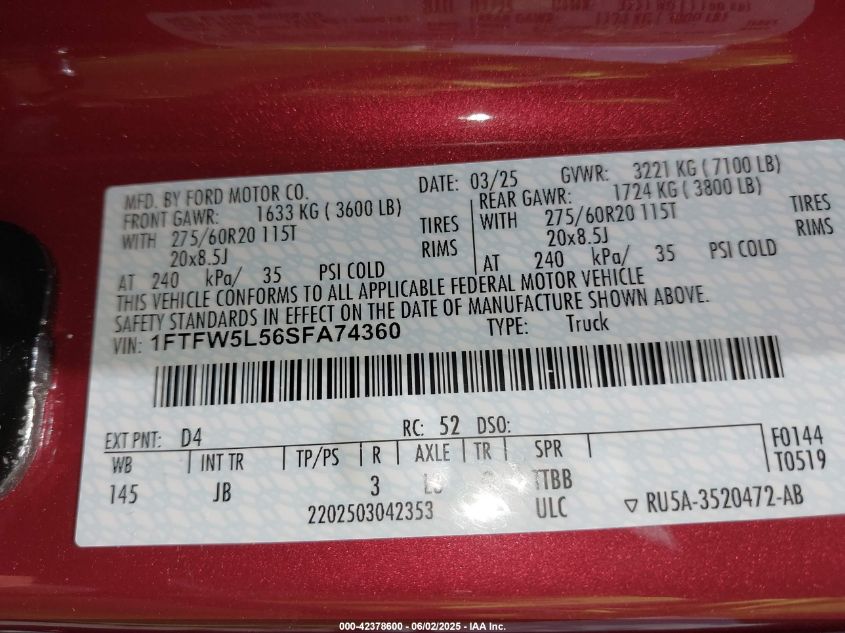 MFD. BY FORD MOTOR CO. DATE: 03/25 GVWR: 3221 KG ( 7100 LB)
FRONT GAWR: 1633 KG ( 3600 LB) REAR GAWR: 1724 KG ( 3800 LB)
WITH 275/60R20 115T TIRES WITH 275/60R20 115T TIRES
20x8.5J RIMS 20x8.5J RIMS
AT 240 kPa/ 35 PSI COLD AT 240 kPa/ 35 PSI COLD
THIS VEHICLE CONFORMS TO ALL APPLICABLE FEDERAL MOTOR VEHICLE
SAFETY STANDARDS IN EFFECT ON THE DATE OF MANUFACTURE SHOWN ABOVE.
VIN: 1FTFW5L56SFA74360 TYPE: Truck
EXT PNT: D4 RC: 52 DSO: F0144
WB INT TR TP/PS R AXLE TR SPR T0519
145 JB 3 TTBB
2202503042353 ULC ▽ RU5A-3520472-AB
000-42378600 - 06/02/2025 - IAA Inc.